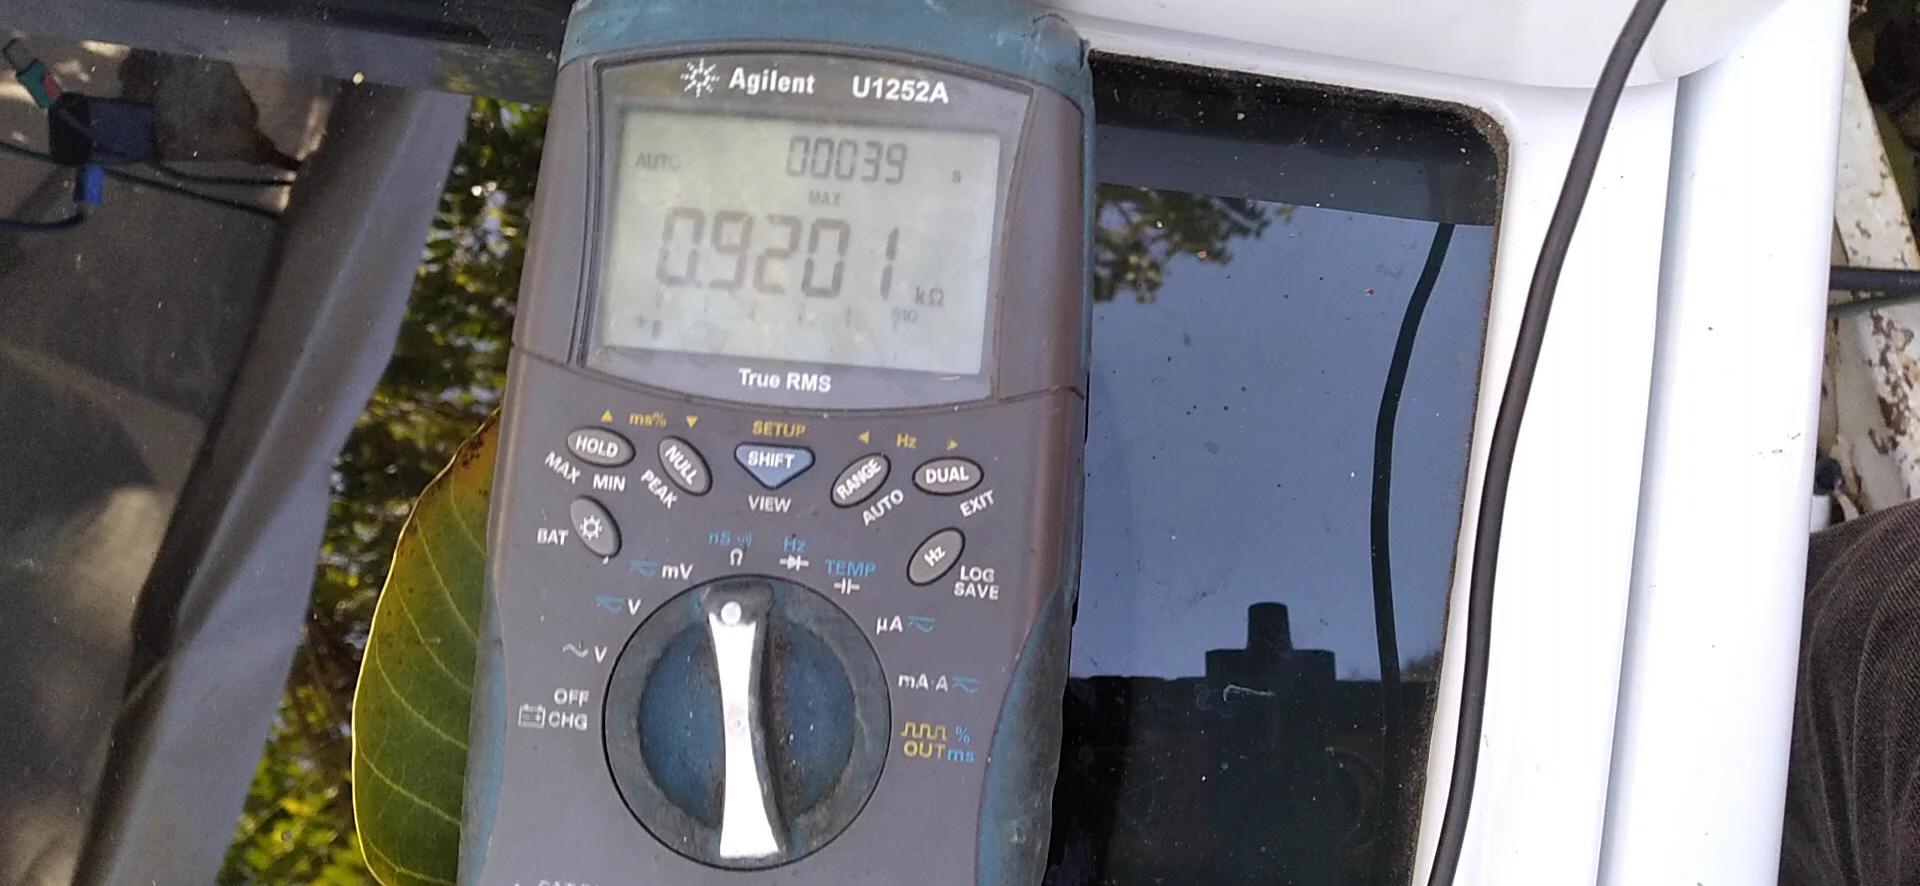 Agilent U1252A
AUTO 00039 s
MAX
0.9201 kΩ
510
True RMS
ms% SETUP Hz
HOLD NULL SHIFT RANGE DUAL
MAX MIN PEAK VIEW AUTO EXIT
BAT Hz LOG
SAVE
nS Ω Hz TEMP
mV
V
V
OFF
CHG
µA
mA·A
% OUT ms